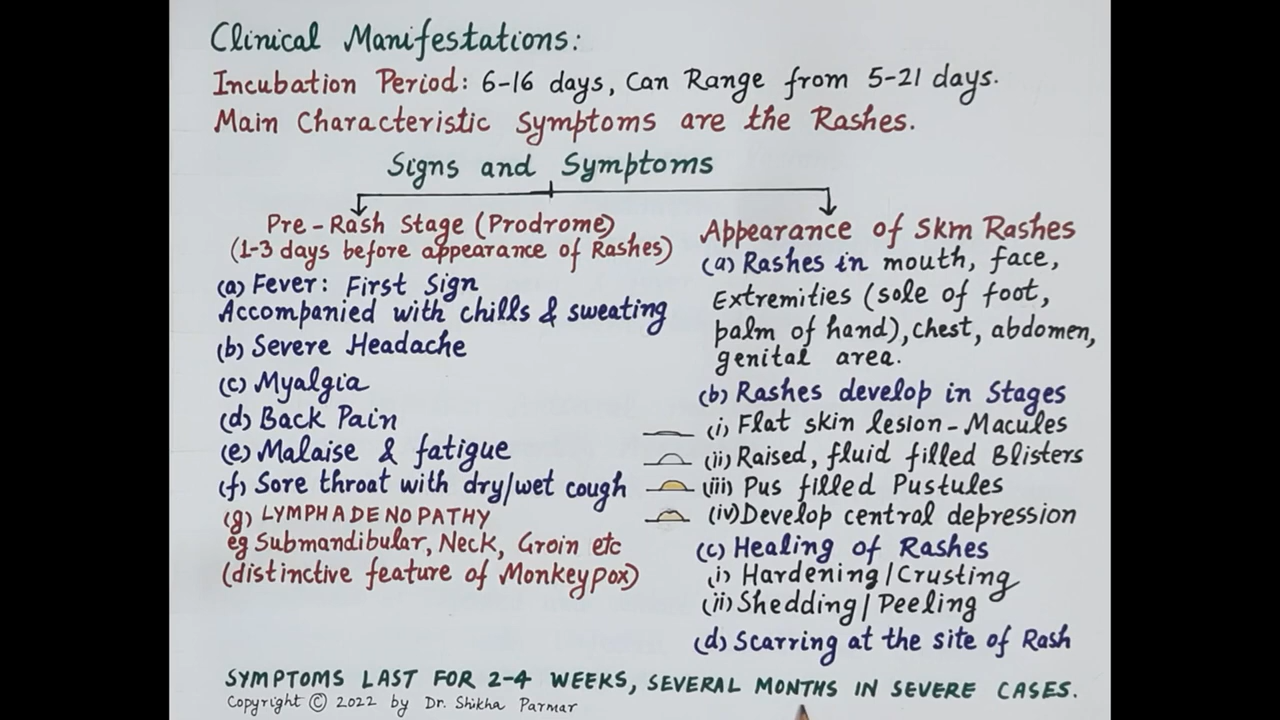 Clinical Manifestations:
Incubation Period: 6-16 days, Can Range from 5-21 days.
Main Characteristic Symptoms are the Rashes.
Signs and Symptoms
Pre-Rash Stage (Prodrome)
(1-3 days before appearance of Rashes)
(a) Fever: First Sign
Accompanied with chills & sweating
(b) Severe Headache
(c) Myalgia
(d) Back Pain
(e) Malaise & fatigue
(f) Sore throat with dry/wet cough
(g) LYMPHADENOPATHY
eg Submandibular, Neck, Groin etc
(distinctive feature of Monkeypox)
Appearance of Skin Rashes
(a) Rashes in mouth, face,
Extremities (sole of foot,
palm of hand), chest, abdomen,
genital area.
(b) Rashes develop in Stages
(i) Flat skin lesion - Macules
(ii) Raised, fluid filled Blisters
(iii) Pus filled Pustules
(iv) Develop central depression
(c) Healing of Rashes
(i) Hardening/Crusting
(ii) Shedding/Peeling
(d) Scarring at the site of Rash
SYMPTOMS LAST FOR 2-4 WEEKS, SEVERAL MONTHS IN SEVERE CASES.
Copyright © 2022 by Dr. Shikha Parmar